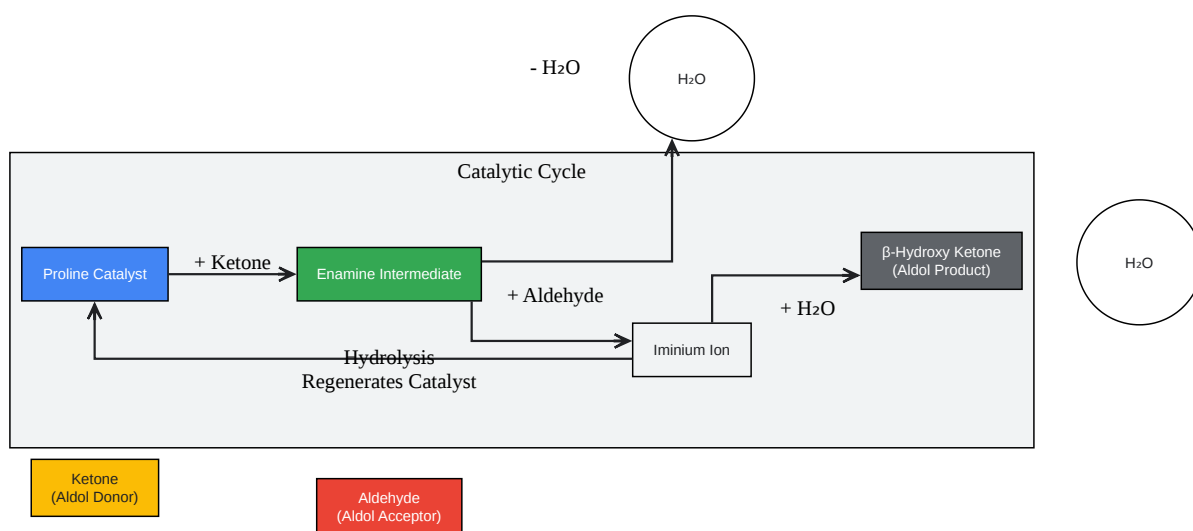 - H₂O
H₂O
Catalytic Cycle
Proline Catalyst
+ Ketone
Enamine Intermediate
+ Aldehyde
β-Hydroxy Ketone
(Aldol Product)
H₂O
+ H₂O
Iminium Ion
Hydrolysis
Regenerates Catalyst
Ketone
(Aldol Donor)
Aldehyde
(Aldol Acceptor)